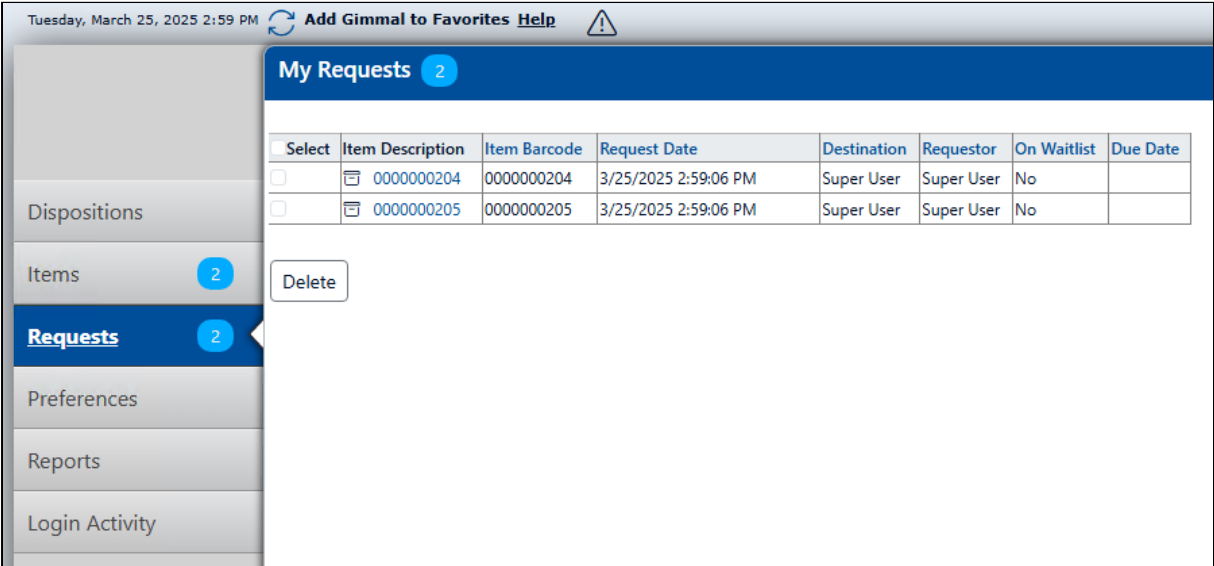 Tuesday, March 25, 2025 2:59 PM Add Gimmal to Favorites Help
My Requests 2
Select Item Description Item Barcode Request Date Destination Requestor On Waitlist Due Date
0000000204 0000000204 3/25/2025 2:59:06 PM Super User Super User No
0000000205 0000000205 3/25/2025 2:59:06 PM Super User Super User No
Delete
Dispositions
Items 2
Requests 2
Preferences
Reports
Login Activity